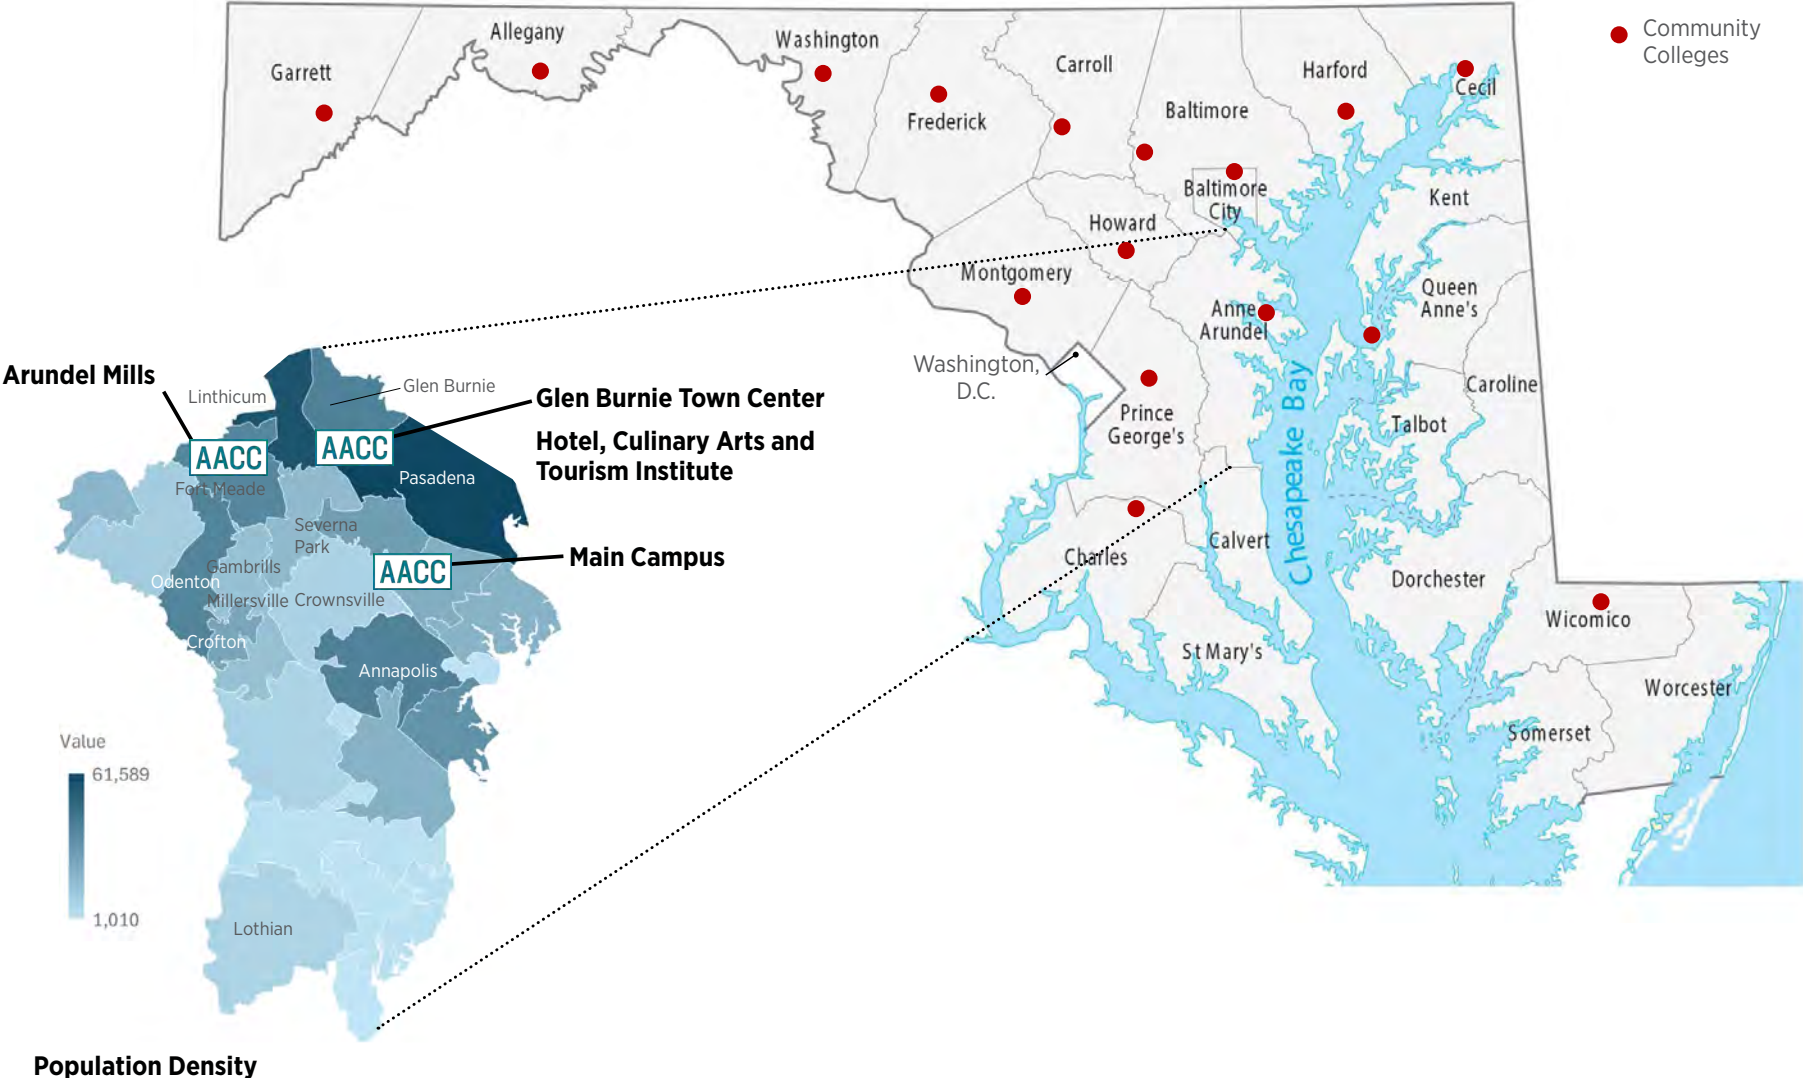 Community
Colleges
Garrett
Allegany
Washington
Frederick
Carroll
Baltimore
Harford
Cecil
Baltimore
City
Kent
Howard
Montgomery
Anne
Arundel
Queen
Anne's
Washington,
D.C.
Prince
George's
Chesapeake Bay
Caroline
Talbot
Charles
Calvert
Dorchester
St Mary's
Wicomico
Worcester
Somerset
Arundel Mills
Linthicum
Glen Burnie
Glen Burnie Town Center
Hotel, Culinary Arts and
Tourism Institute
AACC
AACC
Pasadena
Fort Meade
Severna
Park
Main Campus
AACC
Gambrills
Odenton
Millersville
Crownsville
Crofton
Annapolis
Value
61,589
1,010
Lothian
Population Density